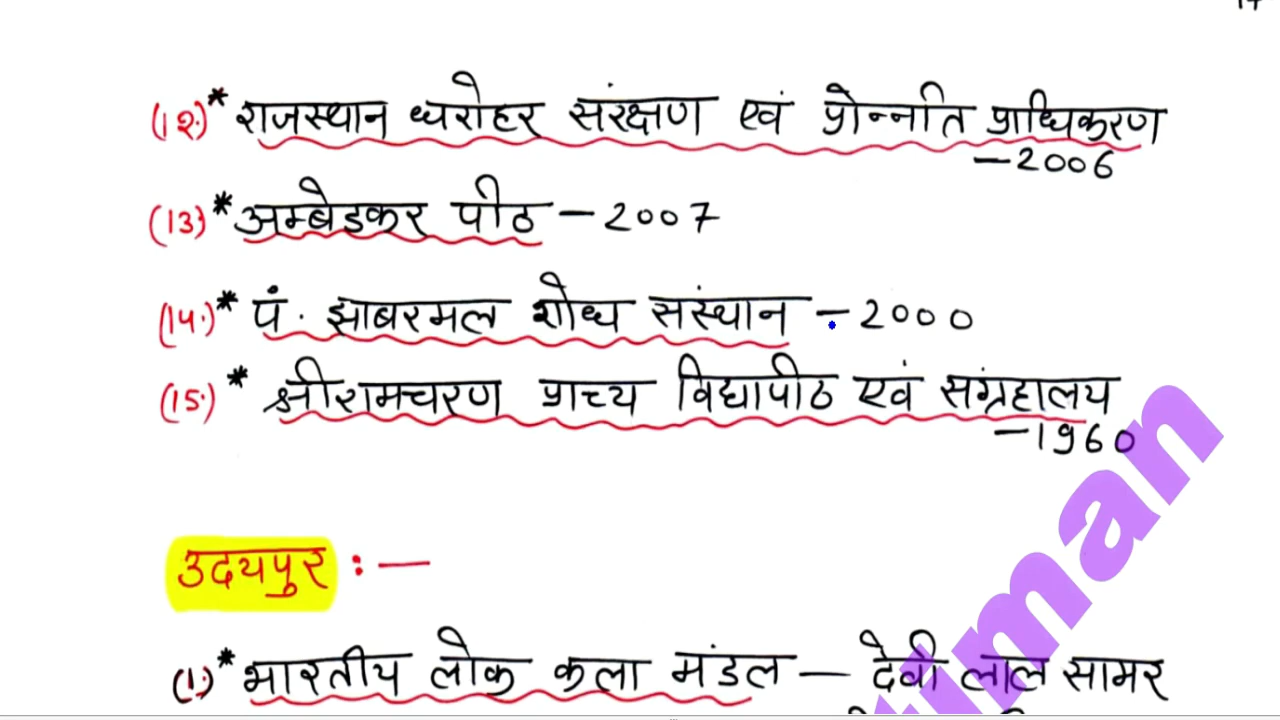 (12)* राजस्थान धरोहर संरक्षण एवं प्रोन्नति प्राधिकरण
— 2006
(13)* अम्बेडकर पीठ — 2007
(14)* पं. झाबरमल शोध संस्थान — 2000
(15)* श्रीरामचरण प्राच्य विद्यापीठ एवं संग्रहालय
— 1960
उदयपुर : —
(1)* भारतीय लोक कला मंडल — देवी लाल सामर